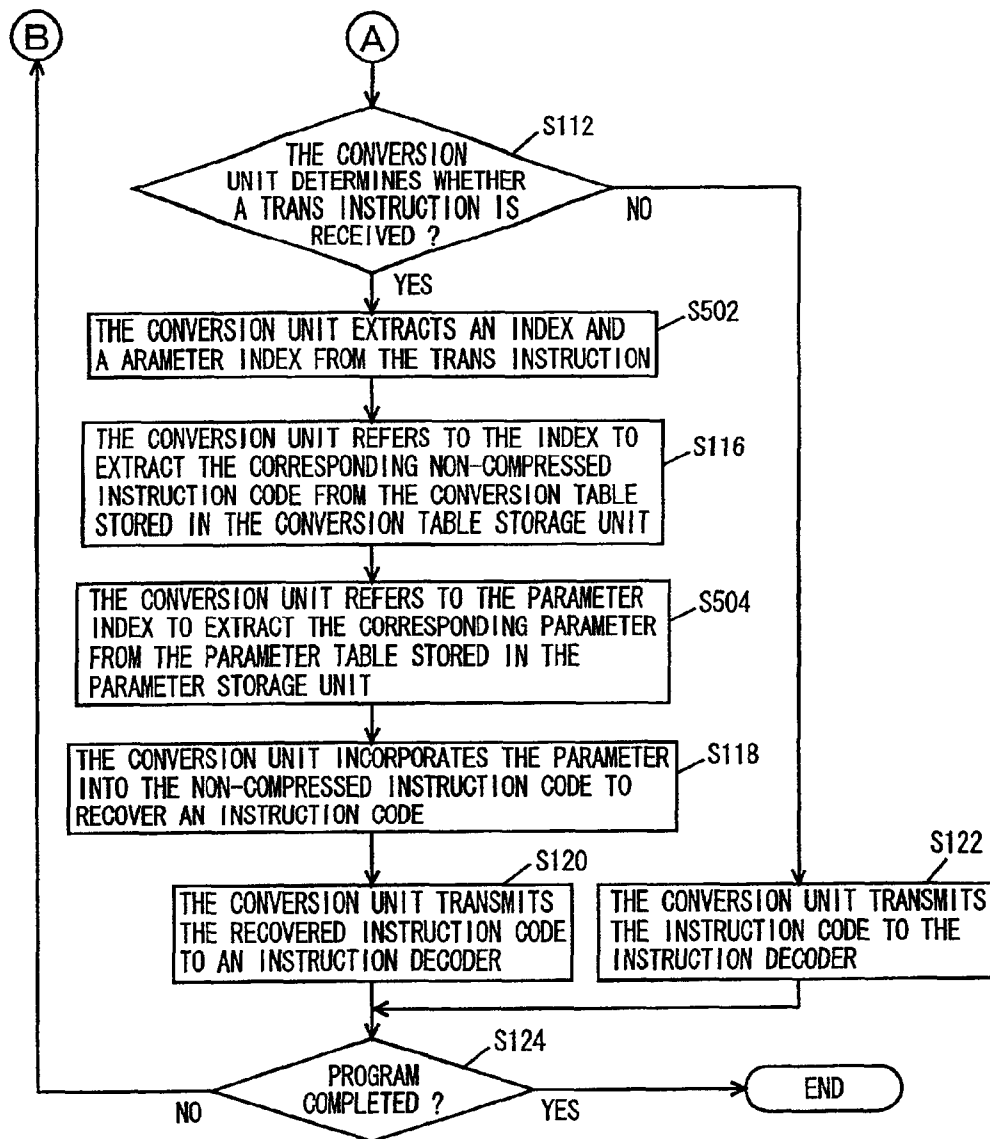 B
A
S112
THE CONVERSION
UNIT DETERMINES WHETHER
A TRANS INSTRUCTION IS
RECEIVED ?
NO
YES
S502
THE CONVERSION UNIT EXTRACTS AN INDEX AND
A ARAMETER INDEX FROM THE TRANS INSTRUCTION
S116
THE CONVERSION UNIT REFERS TO THE INDEX TO
EXTRACT THE CORRESPONDING NON-COMPRESSED
INSTRUCTION CODE FROM THE CONVERSION TABLE
STORED IN THE CONVERSION TABLE STORAGE UNIT
S504
THE CONVERSION UNIT REFERS TO THE PARAMETER
INDEX TO EXTRACT THE CORRESPONDING PARAMETER
FROM THE PARAMETER TABLE STORED IN THE
PARAMETER STORAGE UNIT
S118
THE CONVERSION UNIT INCORPORATES THE PARAMETER
INTO THE NON-COMPRESSED INSTRUCTION CODE TO
RECOVER AN INSTRUCTION CODE
S120
THE CONVERSION UNIT TRANSMITS
THE RECOVERED INSTRUCTION CODE
TO AN INSTRUCTION DECODER
S122
THE CONVERSION UNIT TRANSMITS
THE INSTRUCTION CODE TO THE
INSTRUCTION DECODER
S124
PROGRAM
COMPLETED ?
NO
YES
END